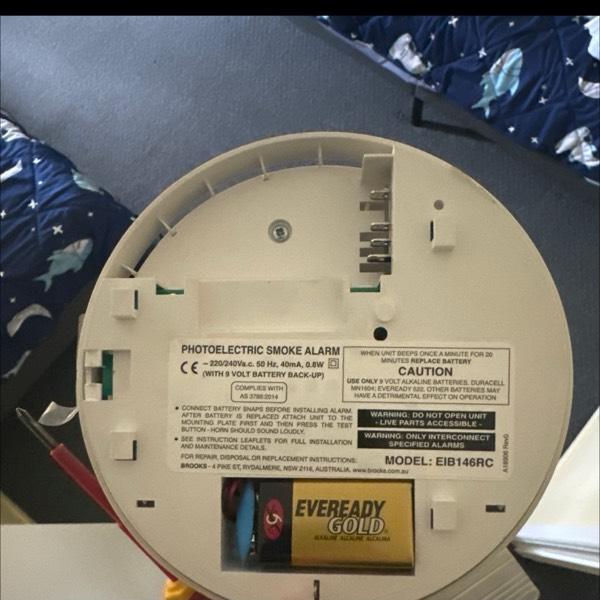 PHOTOELECTRIC SMOKE ALARM
CE ~ 220/240Va.c. 50 Hz, 40mA, 0.8W
(WITH 9 VOLT BATTERY BACK-UP)
COMPLIES WITH
AS 3786:2014
• CONNECT BATTERY SNAPS BEFORE INSTALLING ALARM.
AFTER BATTERY IS REPLACED ATTACH UNIT TO THE
MOUNTING PLATE FIRST AND THEN PRESS THE TEST
BUTTON - HORN SHOULD SOUND LOUDLY.
• SEE INSTRUCTION LEAFLETS FOR FULL INSTALLATION
AND MAINTENANCE DETAILS.
FOR REPAIR, DISPOSAL OR REPLACEMENT INSTRUCTIONS:
BROOKS - 4 PIKE ST, RYDALMERE, NSW 2116, AUSTRALIA. www.brooks.com.au
WHEN UNIT BEEPS ONCE A MINUTE FOR 20
MINUTES REPLACE BATTERY
CAUTION
USE ONLY 9 VOLT ALKALINE BATTERIES, DURACELL
MN1604; EVEREADY 522. OTHER BATTERIES MAY
HAVE A DETRIMENTAL EFFECT ON OPERATION
WARNING: DO NOT OPEN UNIT
- LIVE PARTS ACCESSIBLE -
WARNING: ONLY INTERCONNECT
SPECIFIED ALARMS
MODEL: EIB146RC
EVEREADY
GOLD
ALKALINE ALCALINE ALCALINA
5